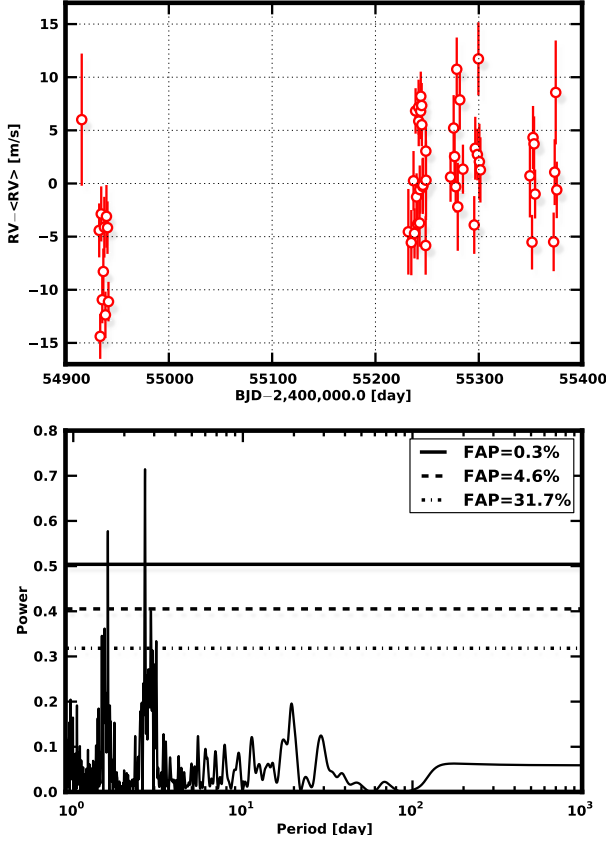 15
10
5
0
−5
−10
−15
RV−<RV> [m/s]
54900 55000 55100 55200 55300 55400
BJD−2,400,000.0 [day]
0.8
0.7
0.6
0.5
0.4
0.3
0.2
0.1
0.0
Power
FAP=0.3%
FAP=4.6%
FAP=31.7%
10^0 10^1 10^2 10^3
Period [day]